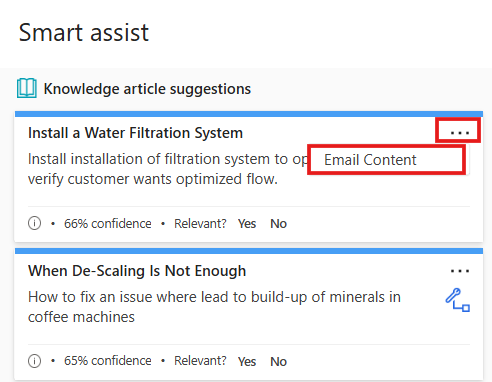 Smart assist
Knowledge article suggestions
Install a Water Filtration System
...
Install installation of filtration system to op
Email Content
verify customer wants optimized flow.
66% confidence • Relevant? Yes No
When De-Scaling Is Not Enough
...
How to fix an issue where lead to build-up of minerals in
coffee machines
65% confidence • Relevant? Yes No